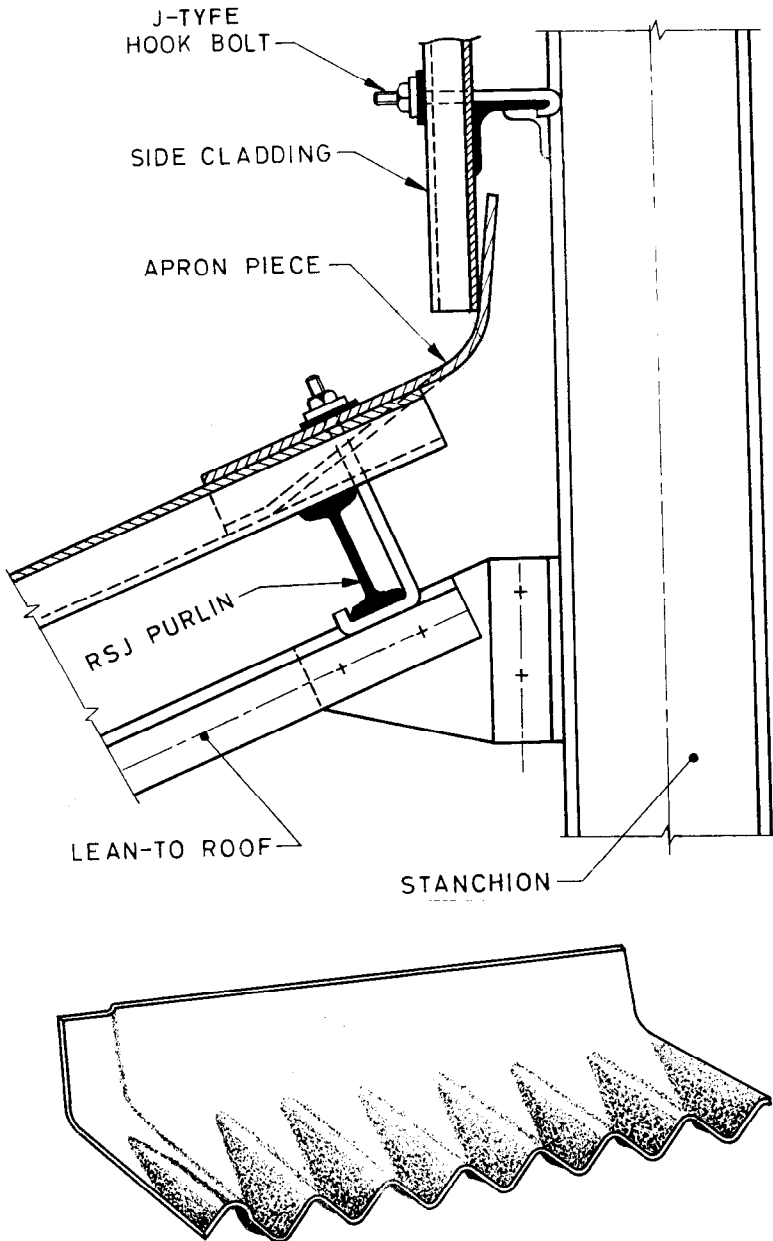 J-TYFE
HOOK BOLT
SIDE CLADDING
APRON PIECE
RSJ PURLIN
LEAN-TO ROOF
STANCHION